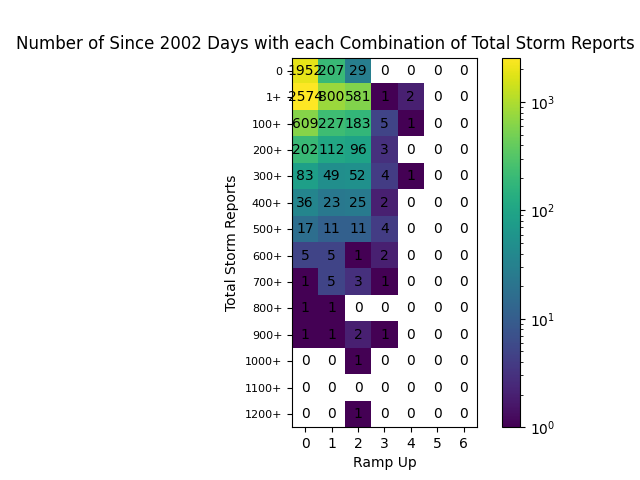 Number of Since 2002 Days with each Combination of Total Storm Reports
0 1952 207 29 0 0 0 0
1+ 2574 800 581 1 2 0 0
100+ 609 227 183 5 1 0 0
200+ 202 112 96 3 0 0 0
300+ 83 49 52 4 1 0 0
400+ 36 23 25 2 0 0 0
500+ 17 11 11 4 0 0 0
600+ 5 5 1 2 0 0 0
700+ 1 5 3 1 0 0 0
800+ 1 1 0 0 0 0 0
900+ 1 1 2 1 0 0 0
1000+ 0 0 1 0 0 0 0
1100+ 0 0 0 0 0 0 0
1200+ 0 0 1 0 0 0 0
0 1 2 3 4 5 6
Ramp Up
Total Storm Reports
10³
10²
10¹
10⁰